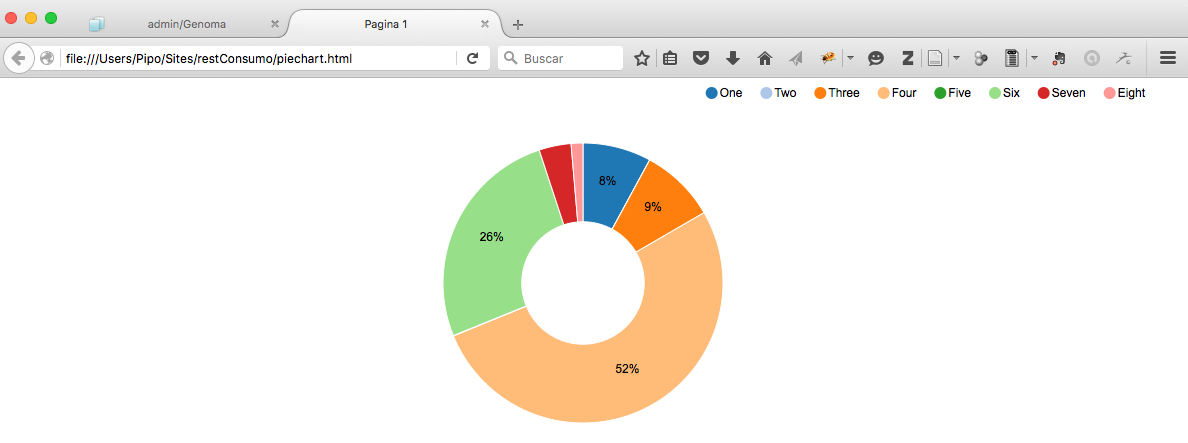 admin/Genoma
Pagina 1
file:///Users/Pipo/Sites/restConsumo/piechart.html
Buscar
One Two Three Four Five Six Seven Eight
8%
9%
26%
52%